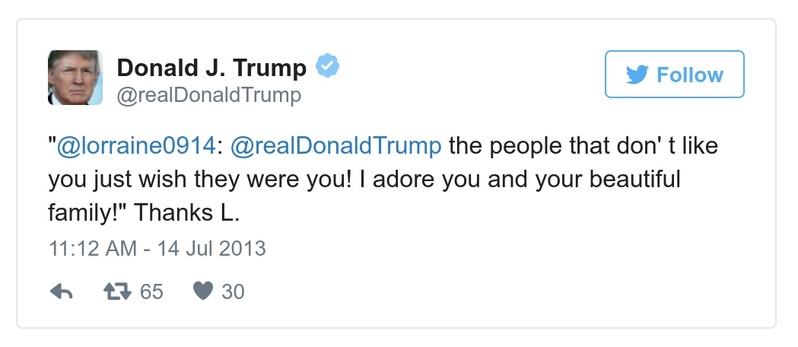 Donald J. Trump
@realDonaldTrump
Follow
"@lorraine0914: @realDonaldTrump the people that don' t like
you just wish they were you! I adore you and your beautiful
family!" Thanks L.
11:12 AM - 14 Jul 2013
65 30